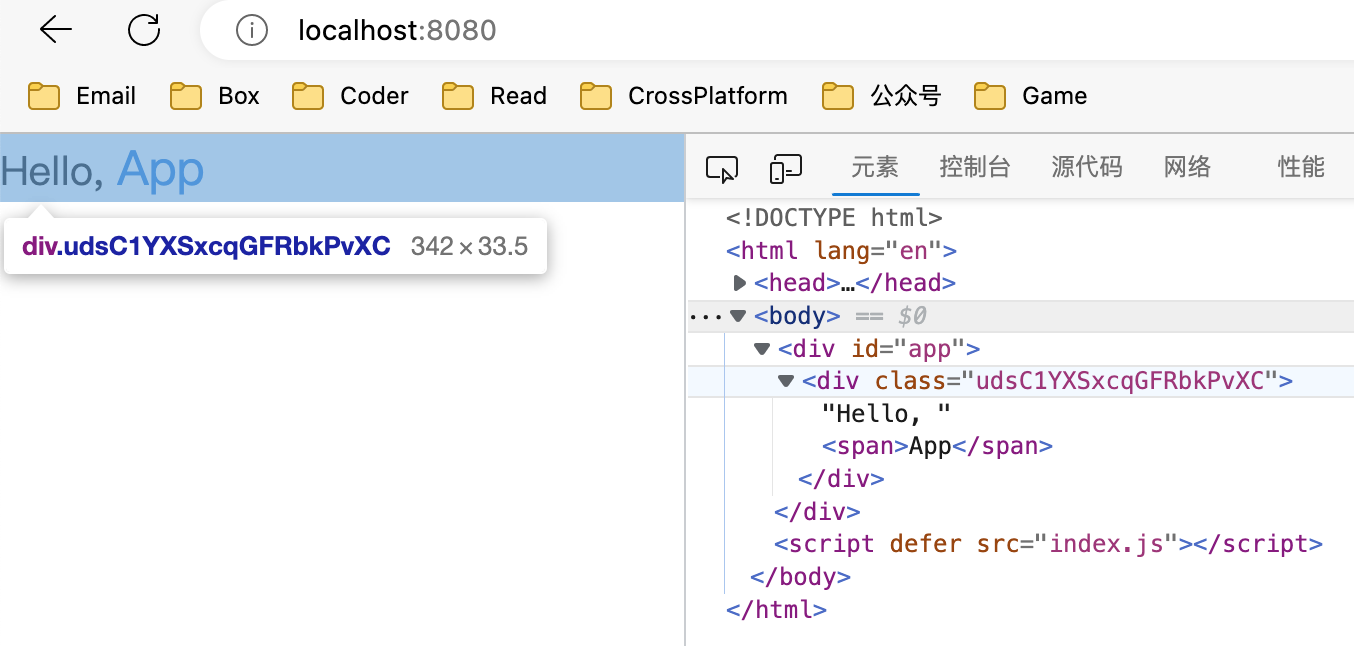 localhost:8080
Email Box Coder Read CrossPlatform 公众号 Game
Hello, App
div.udsC1YXSxcqGFRbkPvXC 342 × 33.5
元素 控制台 源代码 网络 性能
<!DOCTYPE html>
<html lang="en">
<head>…</head>
<body> == $0
<div id="app">
<div class="udsC1YXSxcqGFRbkPvXC">
"Hello, "
<span>App</span>
</div>
</div>
<script defer src="index.js"></script>
</body>
</html>